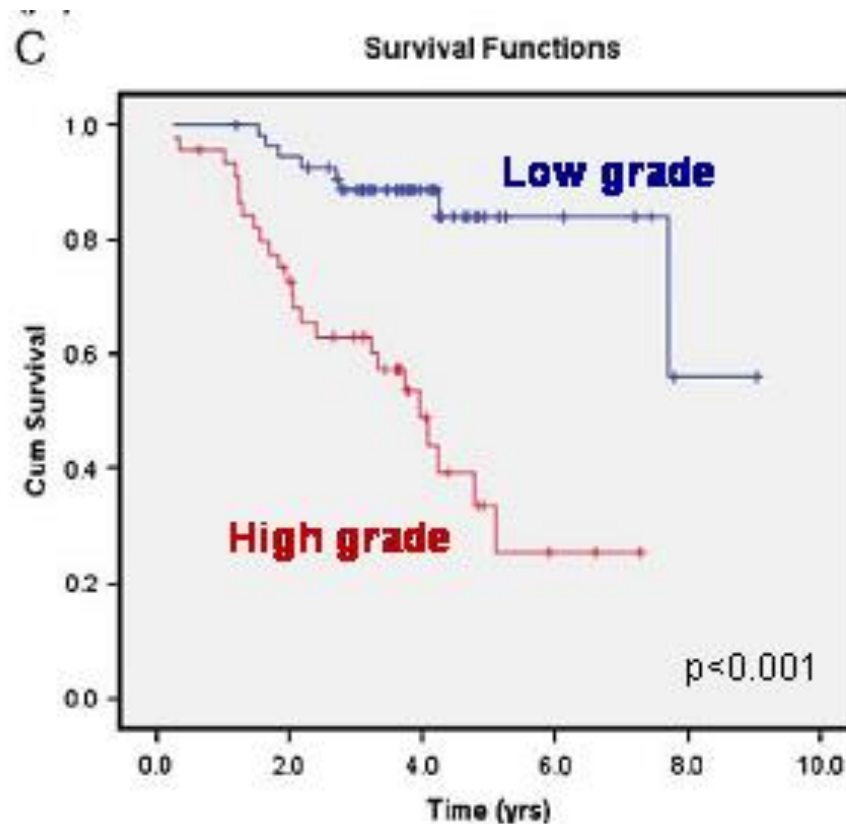 C
Survival Functions
1.0
0.8
0.6
0.4
0.2
0.0
Cum Survival
Low grade
High grade
p<0.001
0.0 2.0 4.0 6.0 8.0 10.0
Time (yrs)